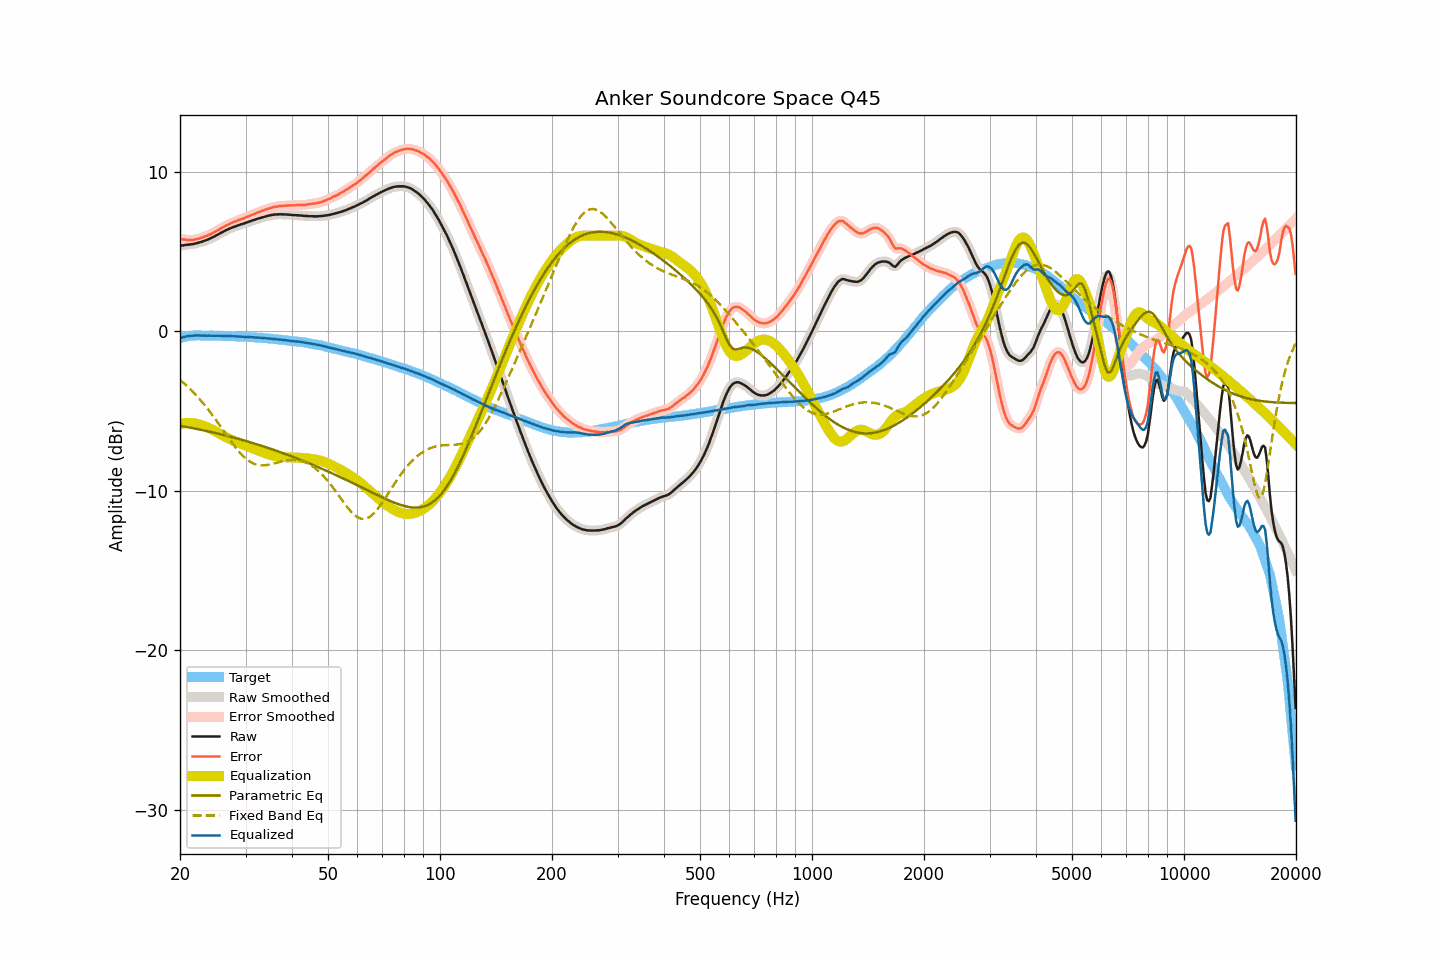 Anker Soundcore Space Q45
10
0
−10
−20
−30
Amplitude (dBr)
Target
Raw Smoothed
Error Smoothed
Raw
Error
Equalization
Parametric Eq
Fixed Band Eq
Equalized
20 50 100 200 500 1000 2000 5000 10000 20000
Frequency (Hz)